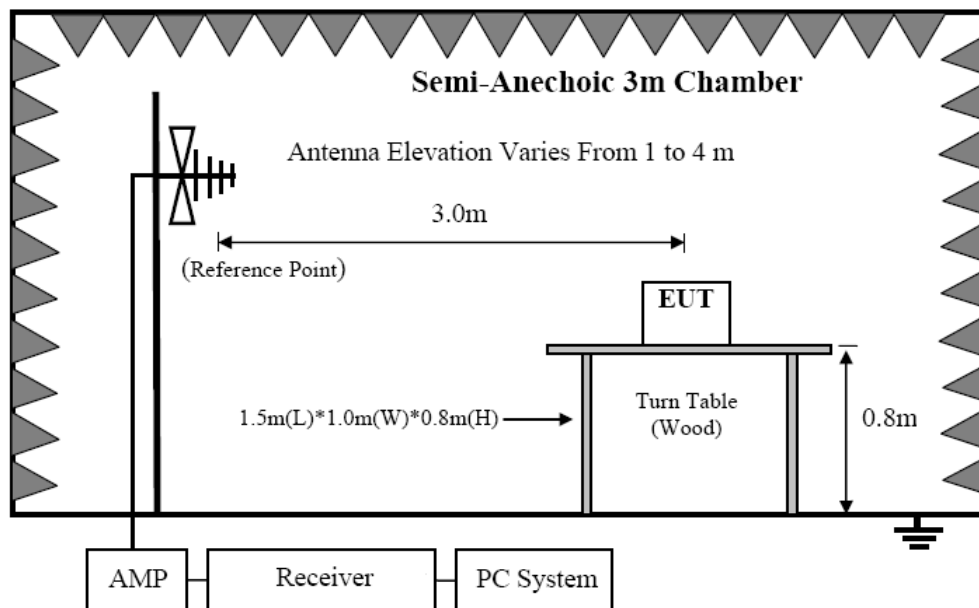 Semi-Anechoic 3m Chamber
Antenna Elevation Varies From 1 to 4 m
3.0m
(Reference Point)
EUT
1.5m(L)*1.0m(W)*0.8m(H)
Turn Table
(Wood)
0.8m
AMP
Receiver
PC System